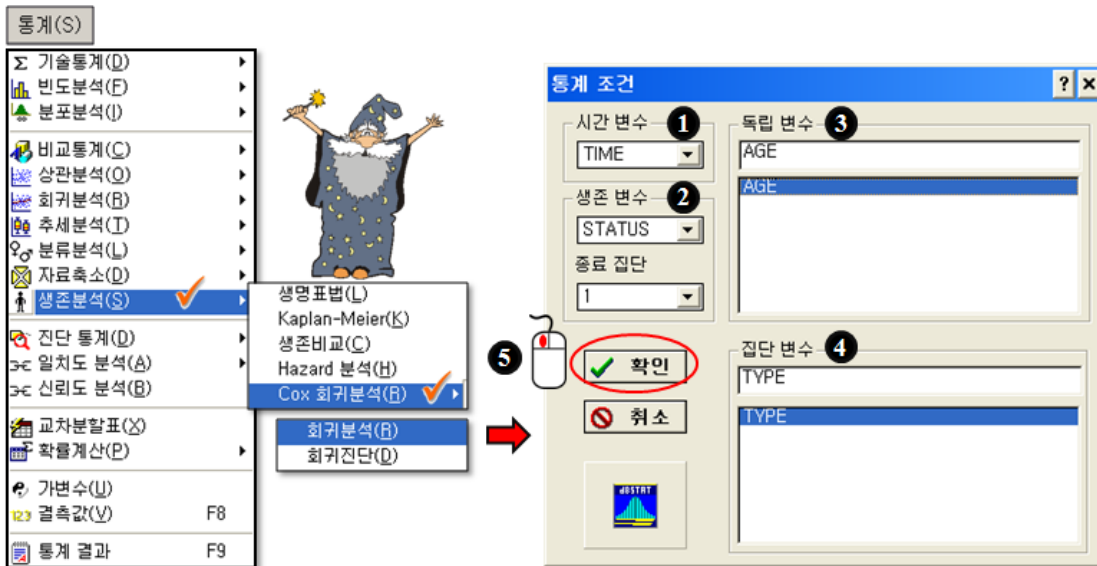 통계(S)
Σ 기술통계(D)
빈도분석(F)
분포분석(I)
비교통계(C)
상관분석(O)
회귀분석(R)
추세분석(T)
분류분석(L)
자료축소(D)
생존분석(S)
진단 통계(D)
일치도 분석(A)
신뢰도 분석(B)
교차분할표(X)
확률계산(P)
가변수(U)
123 결측값(V) F8
통계 결과 F9
생명표법(L)
Kaplan-Meier(K)
생존비교(C)
Hazard 분석(H)
Cox 회귀분석(R)
회귀분석(R)
회귀진단(D)
통계 조건
시간 변수 1
TIME
생존 변수 2
STATUS
종료 집단
1
5 확인
취소
dBSTAT
독립 변수 3
AGE
AGE
집단 변수 4
TYPE
TYPE